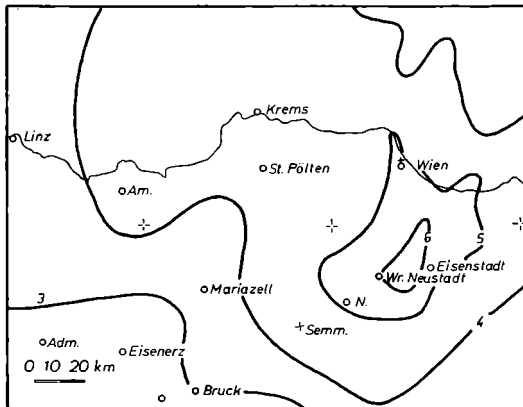 Krems
Linz
St. Pölten
Wien
Am.
6
5
Eisenstadt
Wr. Neustadt
Mariazell
3
N.
4
Semm.
Adm.
Eisenerz
0 10 20 km
Bruck